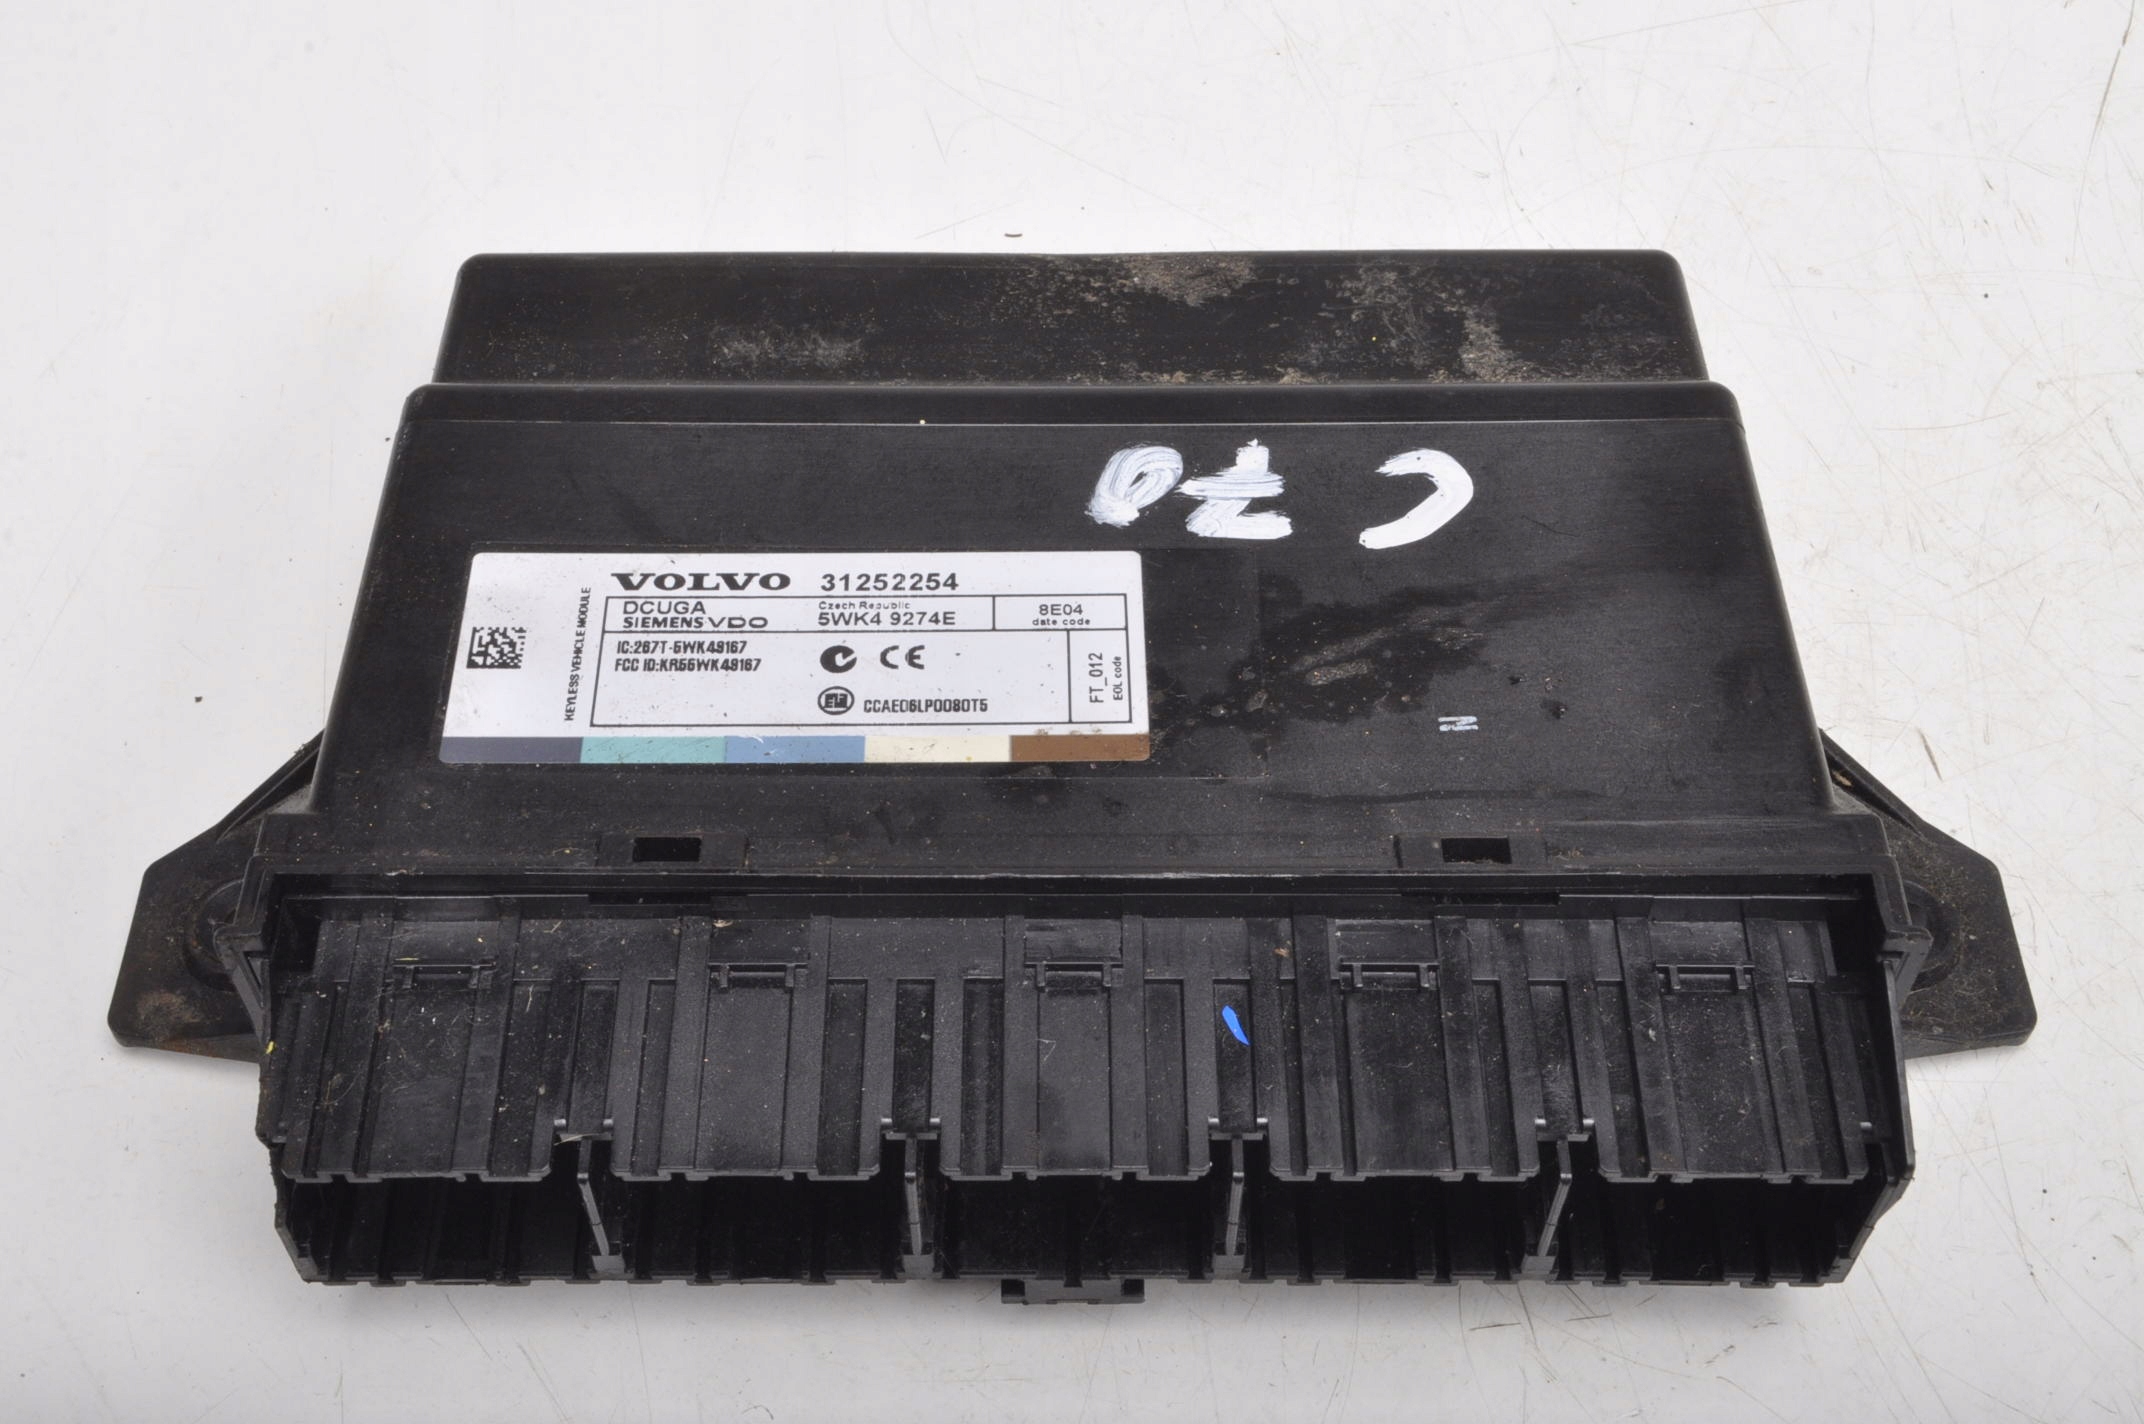 C70
VOLVO 31252254
DCUGA Czech Republic
SIEMENS VDO 5WK4 9274E
8E04
date code
KEYLESS VEHICLE MODULE
IC:267T-5WK49167
FCC ID:KR55WK49167
CE
CCAE06LP0080T5
FT_012
EOL code